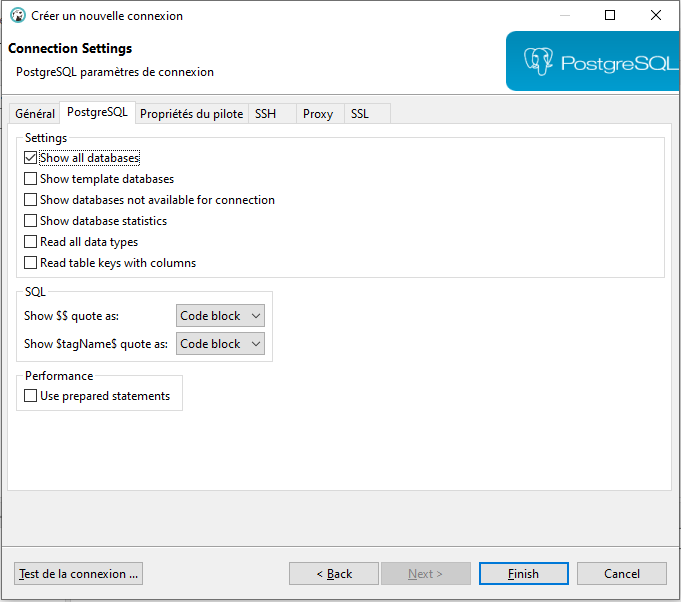 Créer un nouvelle connexion
Connection Settings
PostgreSQL paramètres de connexion
PostgreSQL
Général PostgreSQL Propriétés du pilote SSH Proxy SSL
Settings
Show all databases
Show template databases
Show databases not available for connection
Show database statistics
Read all data types
Read table keys with columns
SQL
Show $$ quote as: Code block
Show $tagName$ quote as: Code block
Performance
Use prepared statements
Test de la connexion ... < Back Next > Finish Cancel